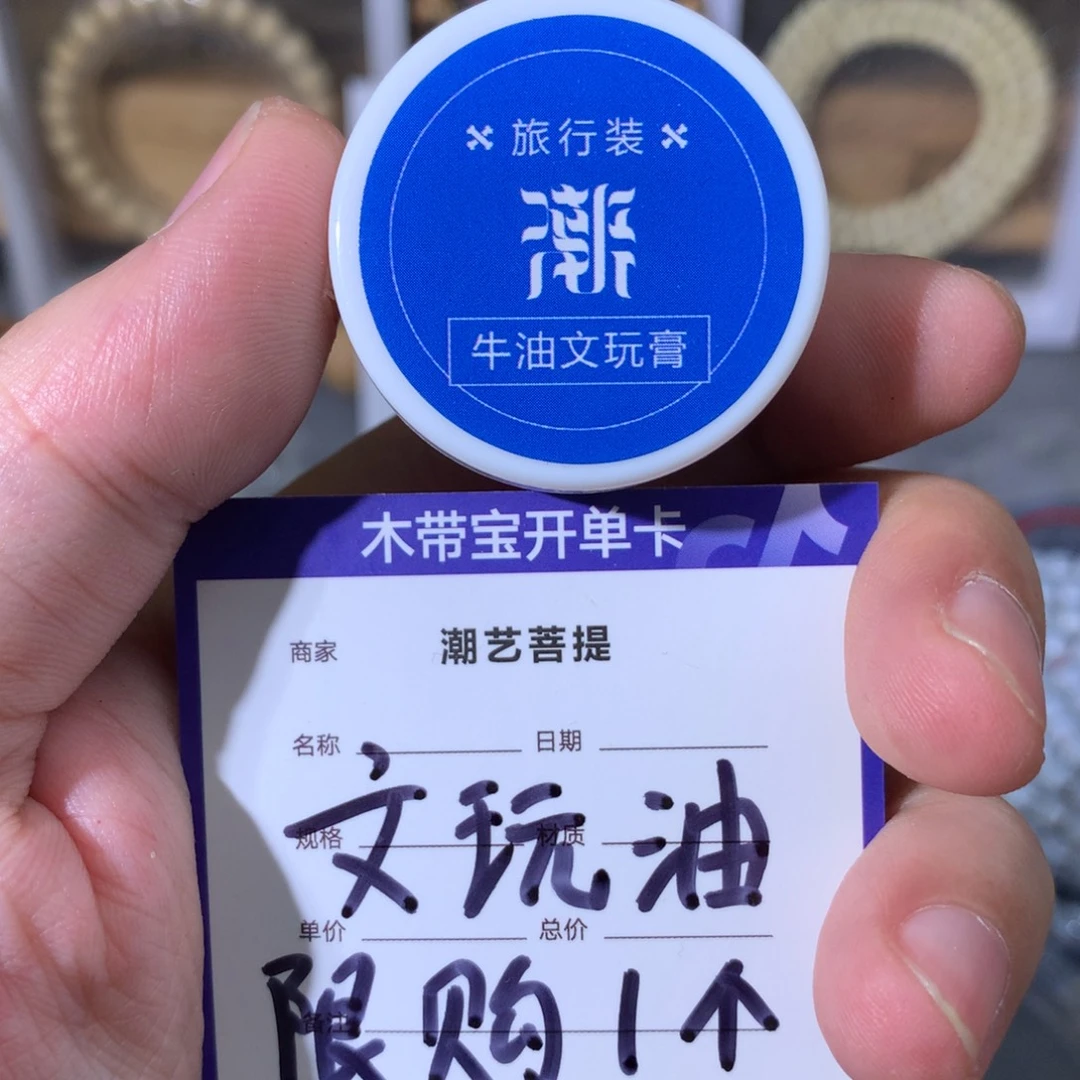 旅行装
潮
牛油文玩膏
木带宝开单卡
商家 潮艺菩提
名称 日期
规格 材质
文玩油
单价 总价
备注
限购1个